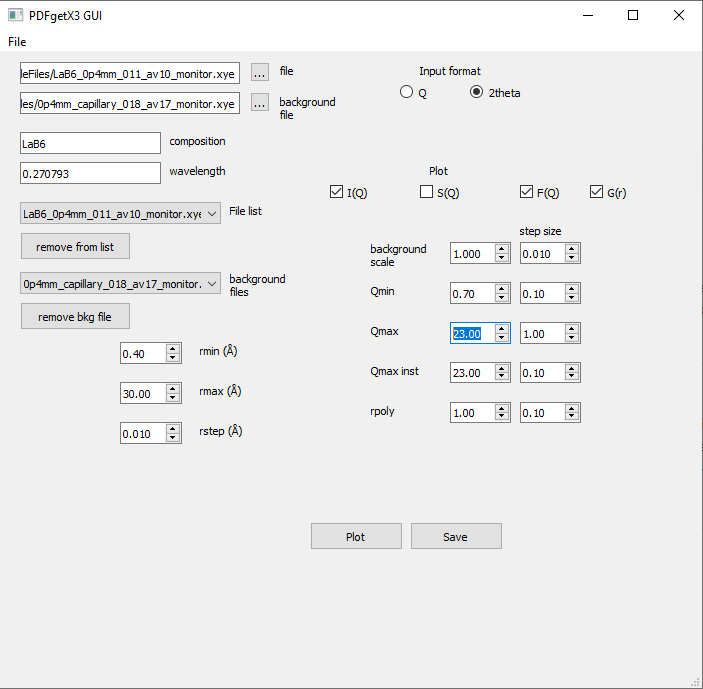 PDFgetX3 GUI
File
leFiles/LaB6_0p4mm_011_av10_monitor.xye
...
file
Input format
Q
2theta
les/0p4mm_capillary_018_av17_monitor.xye
...
background
file
LaB6
composition
0.270793
wavelength
Plot
I(Q)
S(Q)
F(Q)
G(r)
LaB6_0p4mm_011_av10_monitor.xye
File list
remove from list
step size
background
scale
1.000
0.010
0p4mm_capillary_018_av17_monitor.
background
files
Qmin
0.70
0.10
remove bkg file
Qmax
23.00
1.00
0.40
rmin (Å)
Qmax inst
23.00
0.10
30.00
rmax (Å)
rpoly
1.00
0.10
0.010
rstep (Å)
Plot
Save